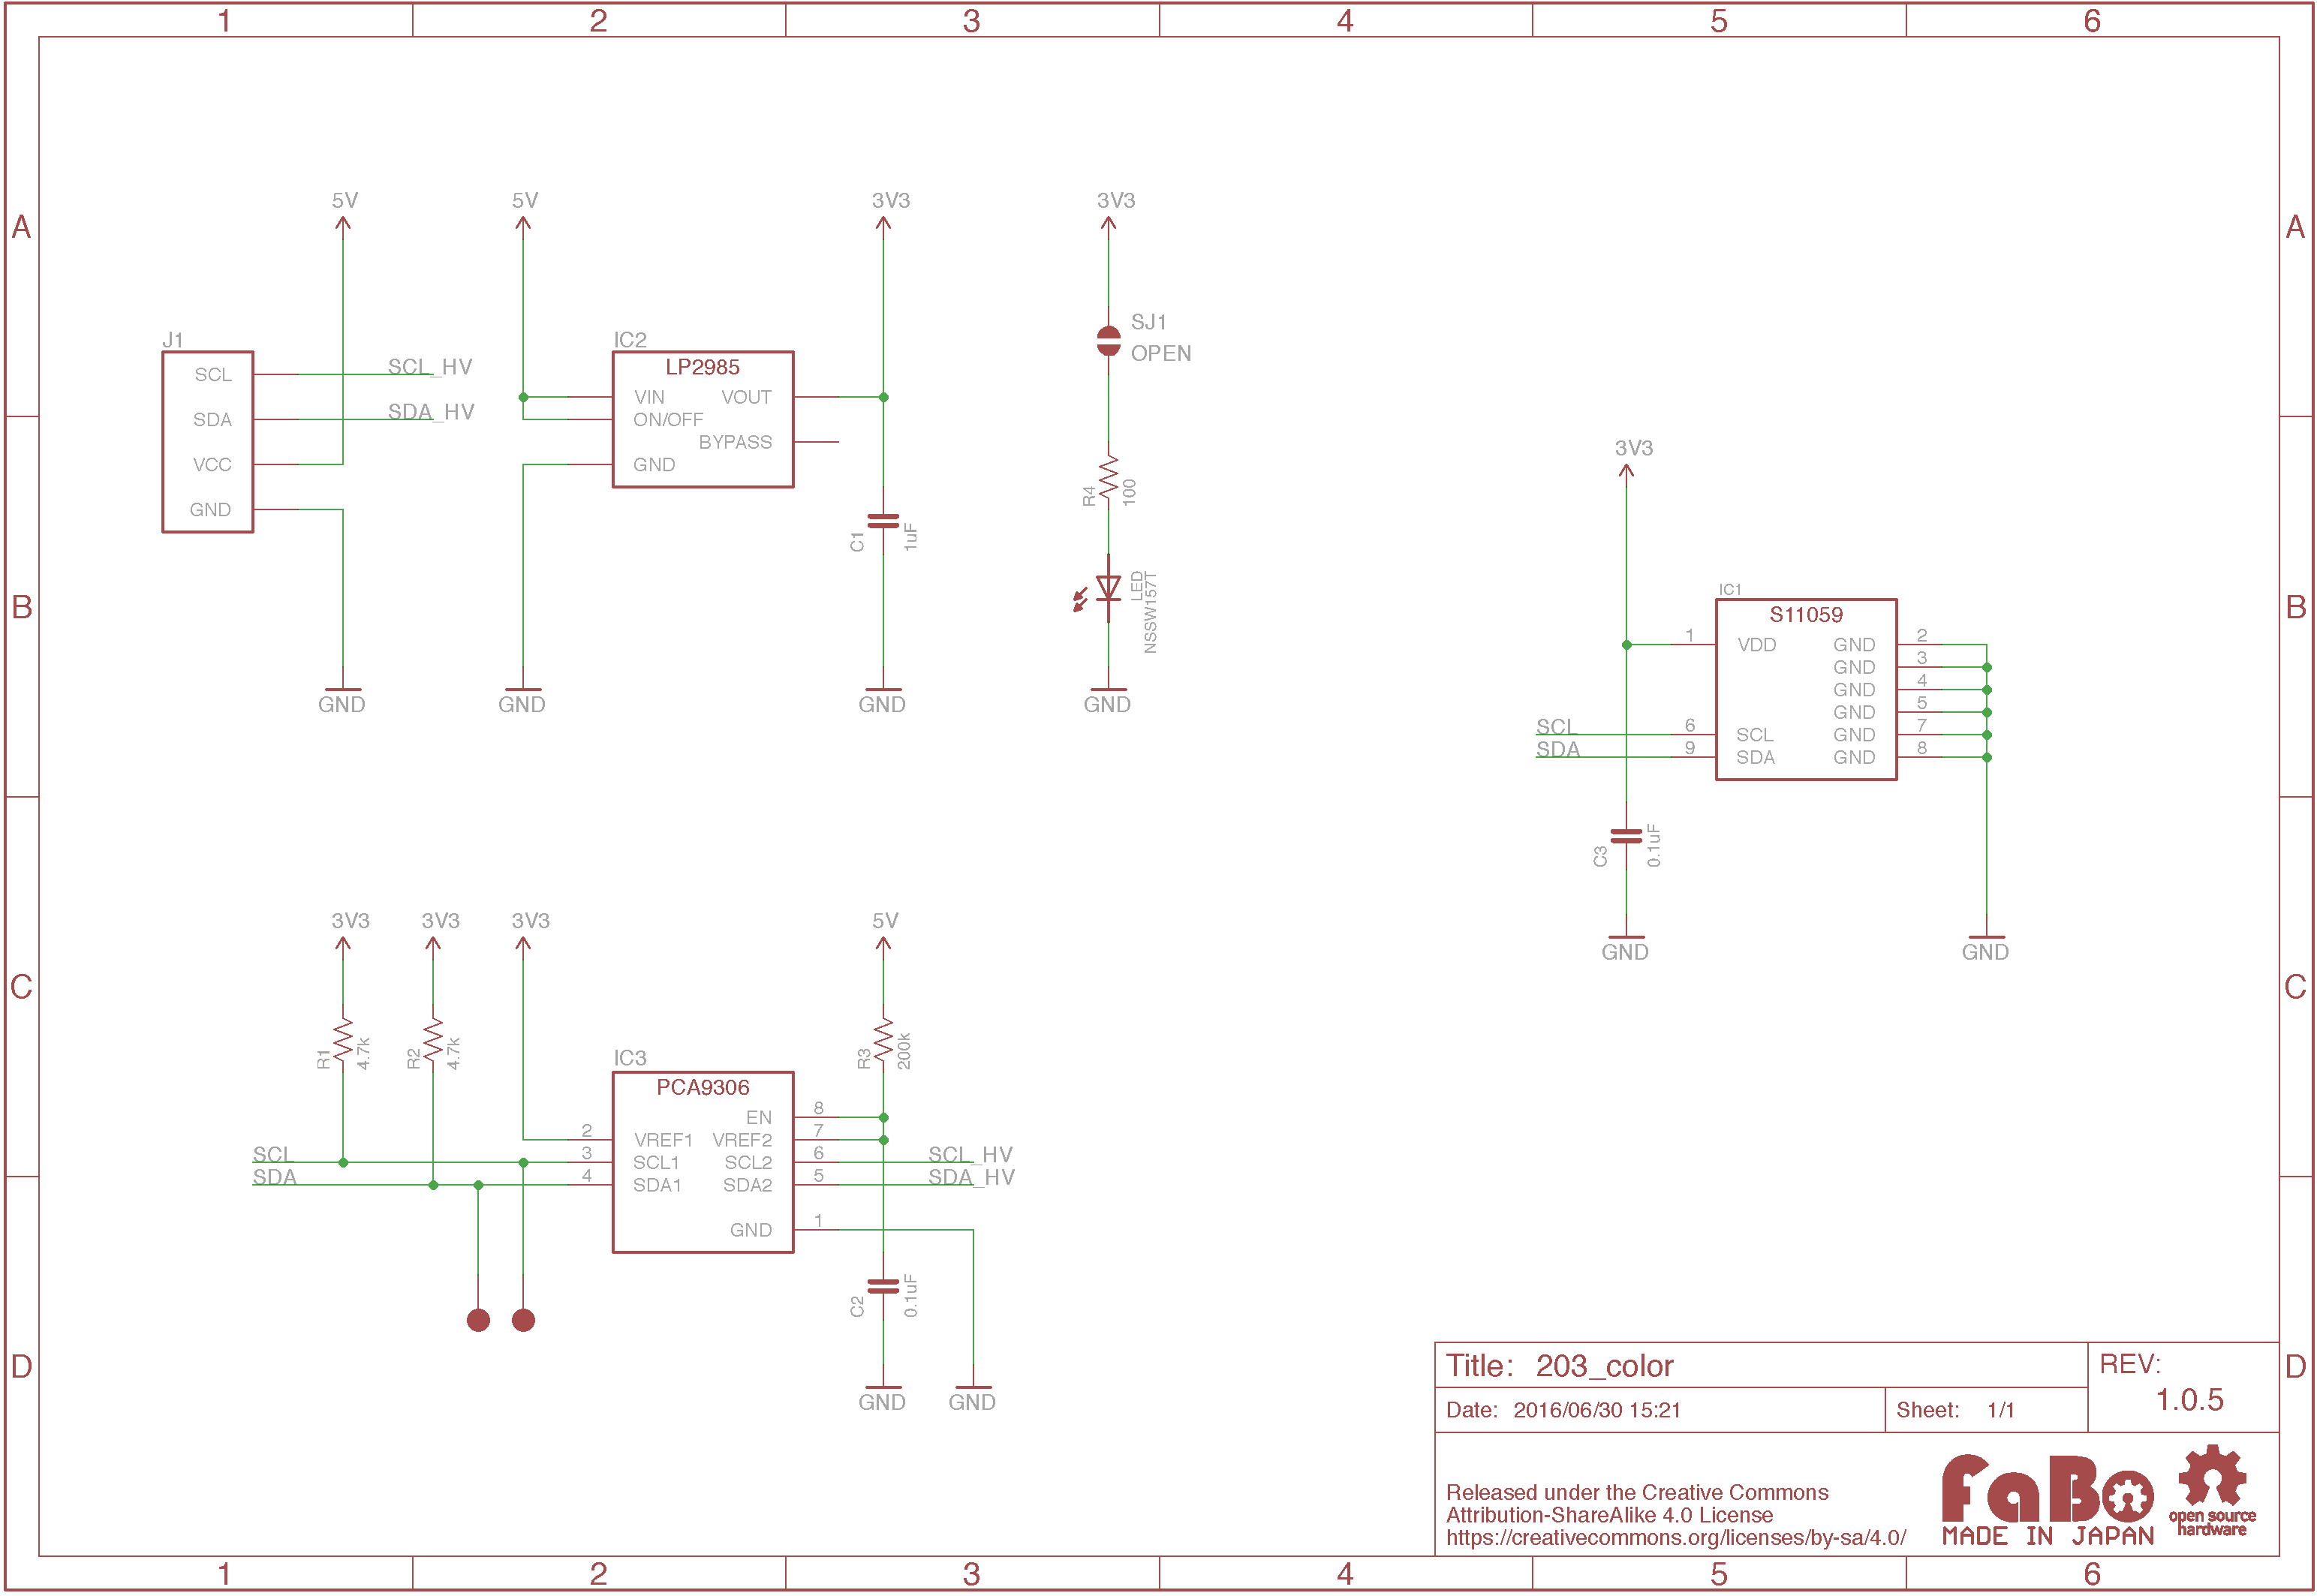 1 2 3 4 5 6
A A
B B
C C
D D
5V
J1
SCL
SDA
VCC
GND
SCL_HV
SDA_HV
GND
5V
IC2
LP2985
VIN VOUT
ON/OFF
BYPASS
GND
GND
3V3
C1
1uF
GND
3V3
SJ1
OPEN
R4
100
LED
NSSW157T
GND
3V3
IC1
S11059
1 VDD GND 2
GND 3
GND 4
GND 5
SCL 6 SCL GND 7
SDA 9 SDA GND 8
C3
0.1uF
GND
GND
3V3 3V3 3V3 5V
R1
4.7k
R2
4.7k
R3
200k
IC3
PCA9306
EN 8
2 VREF1 VREF2 7
SCL 3 SCL1 SCL2 6 SCL_HV
SDA 4 SDA1 SDA2 5 SDA_HV
GND 1
C2
0.1uF
GND GND
Title: 203_color
REV:
1.0.5
Date: 2016/06/30 15:21
Sheet: 1/1
Released under the Creative Commons
Attribution-ShareAlike 4.0 License
https://creativecommons.org/licenses/by-sa/4.0/
FaBo
MADE IN JAPAN
open source
hardware
1 2 3 4 5 6